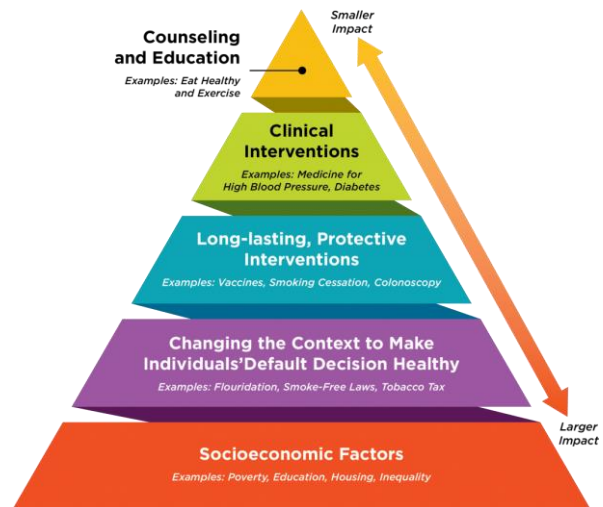 Counseling
and Education
Examples: Eat Healthy
and Exercise
Smaller
Impact
Clinical
Interventions
Examples: Medicine for
High Blood Pressure, Diabetes
Long-lasting, Protective
Interventions
Examples: Vaccines, Smoking Cessation, Colonoscopy
Changing the Context to Make
Individuals’Default Decision Healthy
Examples: Flouridation, Smoke-Free Laws, Tobacco Tax
Socioeconomic Factors
Examples: Poverty, Education, Housing, Inequality
Larger
Impact